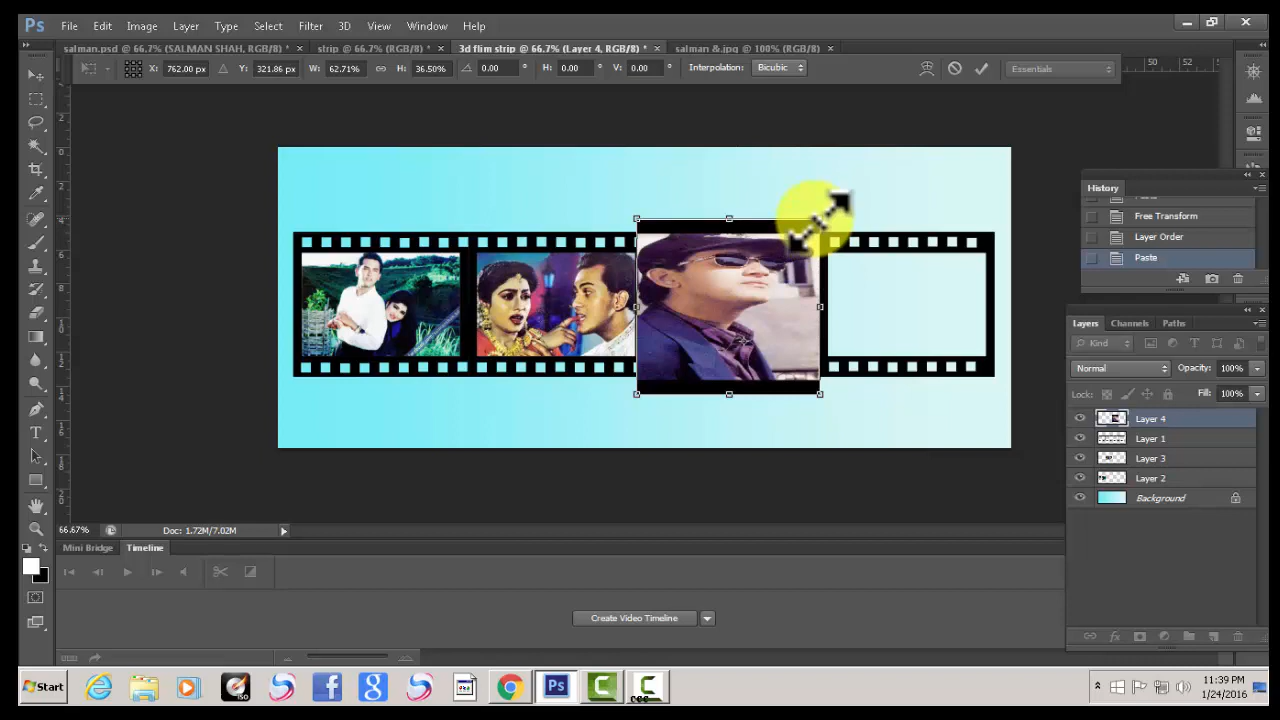 Ps File Edit Image Layer Type Select Filter 3D View Window Help
salman.psd @ 66.7% (SALMAN SHAH, RGB/8) * × strip @ 66.7% (RGB/8) * × 3d flim strip @ 66.7% (Layer 4, RGB/8) * × salman &.jpg @ 100% (RGB/8) ×
X: 762.00 px Y: 321.86 px W: 62.71% H: 36.50% 0.00 ° H: 0.00 ° V: 0.00 ° Interpolation: Bicubic Essentials
50 52
History
Free Transform
Layer Order
Paste
Layers Channels Paths
Kind
Normal Opacity: 100%
Lock: Fill: 100%
Layer 4
Layer 1
Layer 3
Layer 2
Background
66.67% Doc: 1.72M/7.02M
Mini Bridge Timeline
Create Video Timeline
Start Ps
11:39 PM
1/24/2016